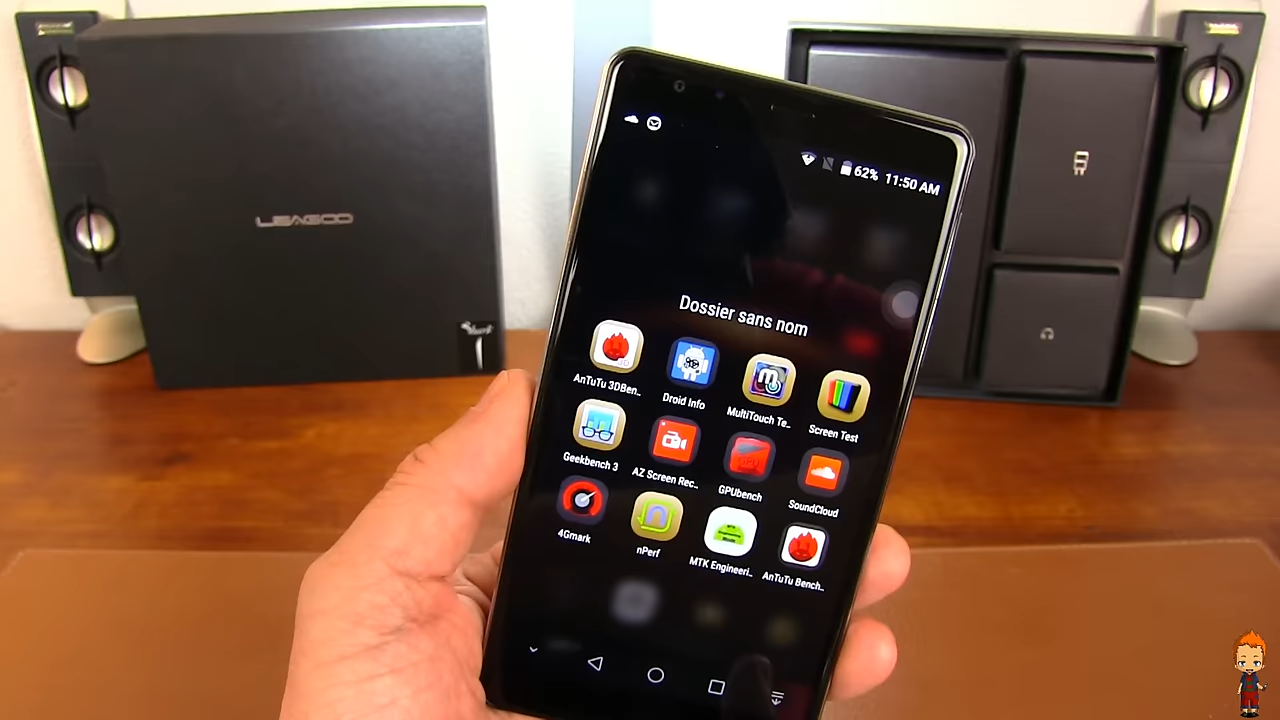 LEAGOO
62% 11:50 AM
Dossier sans nom
AnTuTu 3DBen..
Droid Info
MultiTouch Te..
Screen Test
Geekbench 3
AZ Screen Rec..
GPUbench
SoundCloud
4Gmark
nPerf
MTK Engineeri..
AnTuTu Bench..